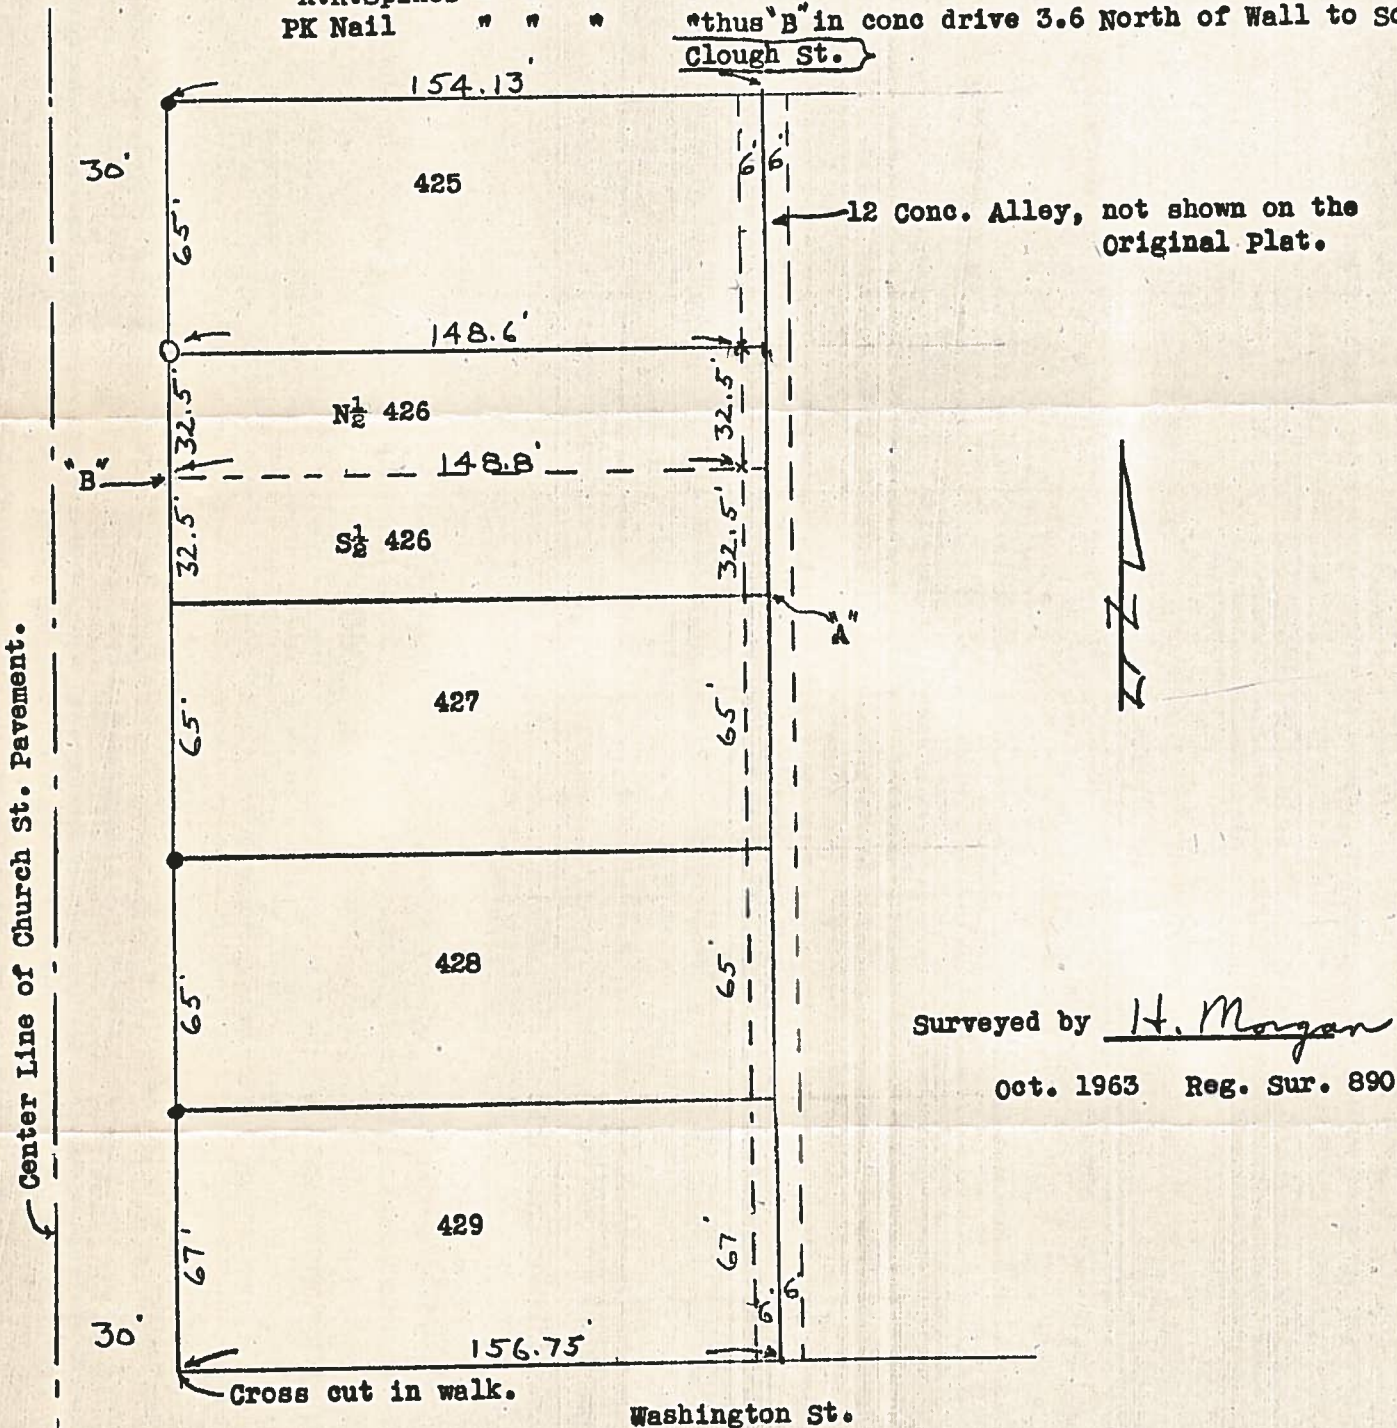 PK Nail " " " "thus "B" in conc drive 3.6 North of Wall to
Clough St.
154.13'
30'
425
65'
6' 6'
12 Conc. Alley, not shown on the
Original Plat.
148.6'
32.5'
N½ 426
32.5'
"B"
148.8'
32.5'
S½ 426
32.5'
"A"
N
65'
427
65'
Center Line of Church St. Pavement.
65'
428
65'
Surveyed by H. Morgan
Oct. 1963 Reg. Sur. 890
67'
429
67'
6' 6'
30'
156.75'
Cross cut in walk.
Washington St.